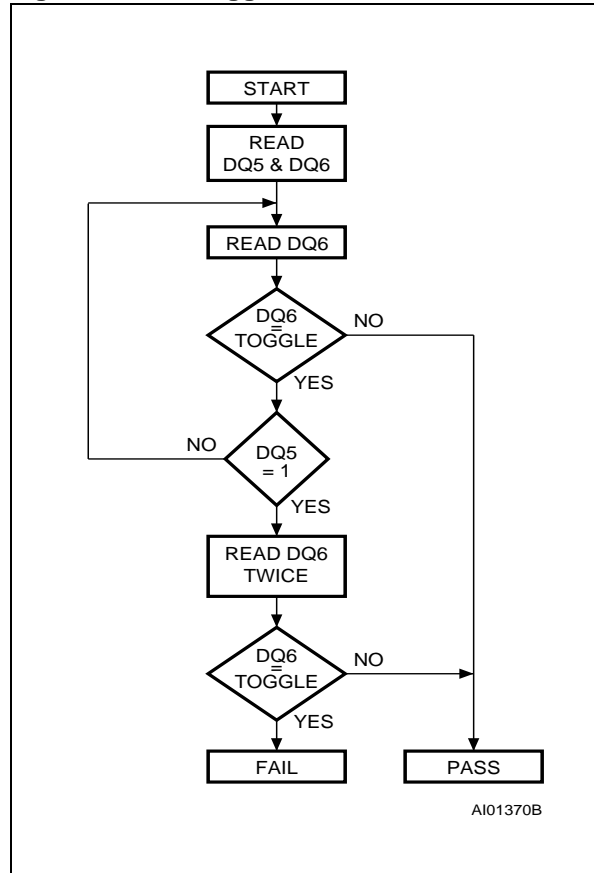 START
READ
DQ5 & DQ6
READ DQ6
DQ6
=
TOGGLE
NO
YES
NO
DQ5
= 1
YES
READ DQ6
TWICE
DQ6
=
TOGGLE
NO
YES
FAIL
PASS
AI01370B